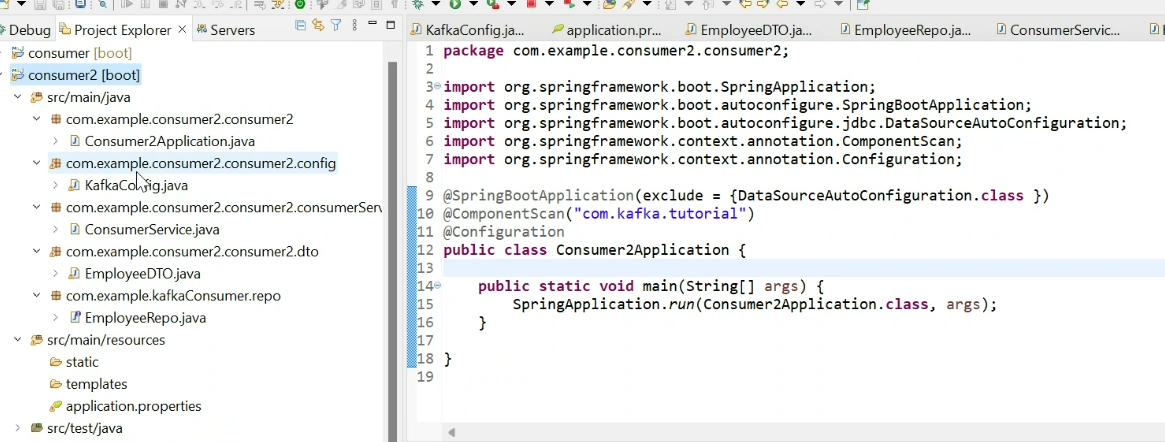 Debug Project Explorer Servers
consumer [boot]
consumer2 [boot]
src/main/java
com.example.consumer2.consumer2
Consumer2Application.java
com.example.consumer2.consumer2.config
KafkaConfig.java
com.example.consumer2.consumer2.consumerServ
ConsumerService.java
com.example.consumer2.consumer2.dto
EmployeeDTO.java
com.example.kafkaConsumer.repo
EmployeeRepo.java
src/main/resources
static
templates
application.properties
src/test/java
KafkaConfig.ja... application.pr... EmployeeDTO.ja... EmployeeRepo.ja... ConsumerServic...
1 package com.example.consumer2.consumer2;
2
3 import org.springframework.boot.SpringApplication;
4 import org.springframework.boot.autoconfigure.SpringBootApplication;
5 import org.springframework.boot.autoconfigure.jdbc.DataSourceAutoConfiguration;
6 import org.springframework.context.annotation.ComponentScan;
7 import org.springframework.context.annotation.Configuration;
8
9 @SpringBootApplication(exclude = {DataSourceAutoConfiguration.class })
10 @ComponentScan("com.kafka.tutorial")
11 @Configuration
12 public class Consumer2Application {
13
14 public static void main(String[] args) {
15 SpringApplication.run(Consumer2Application.class, args);
16 }
17
18 }
19